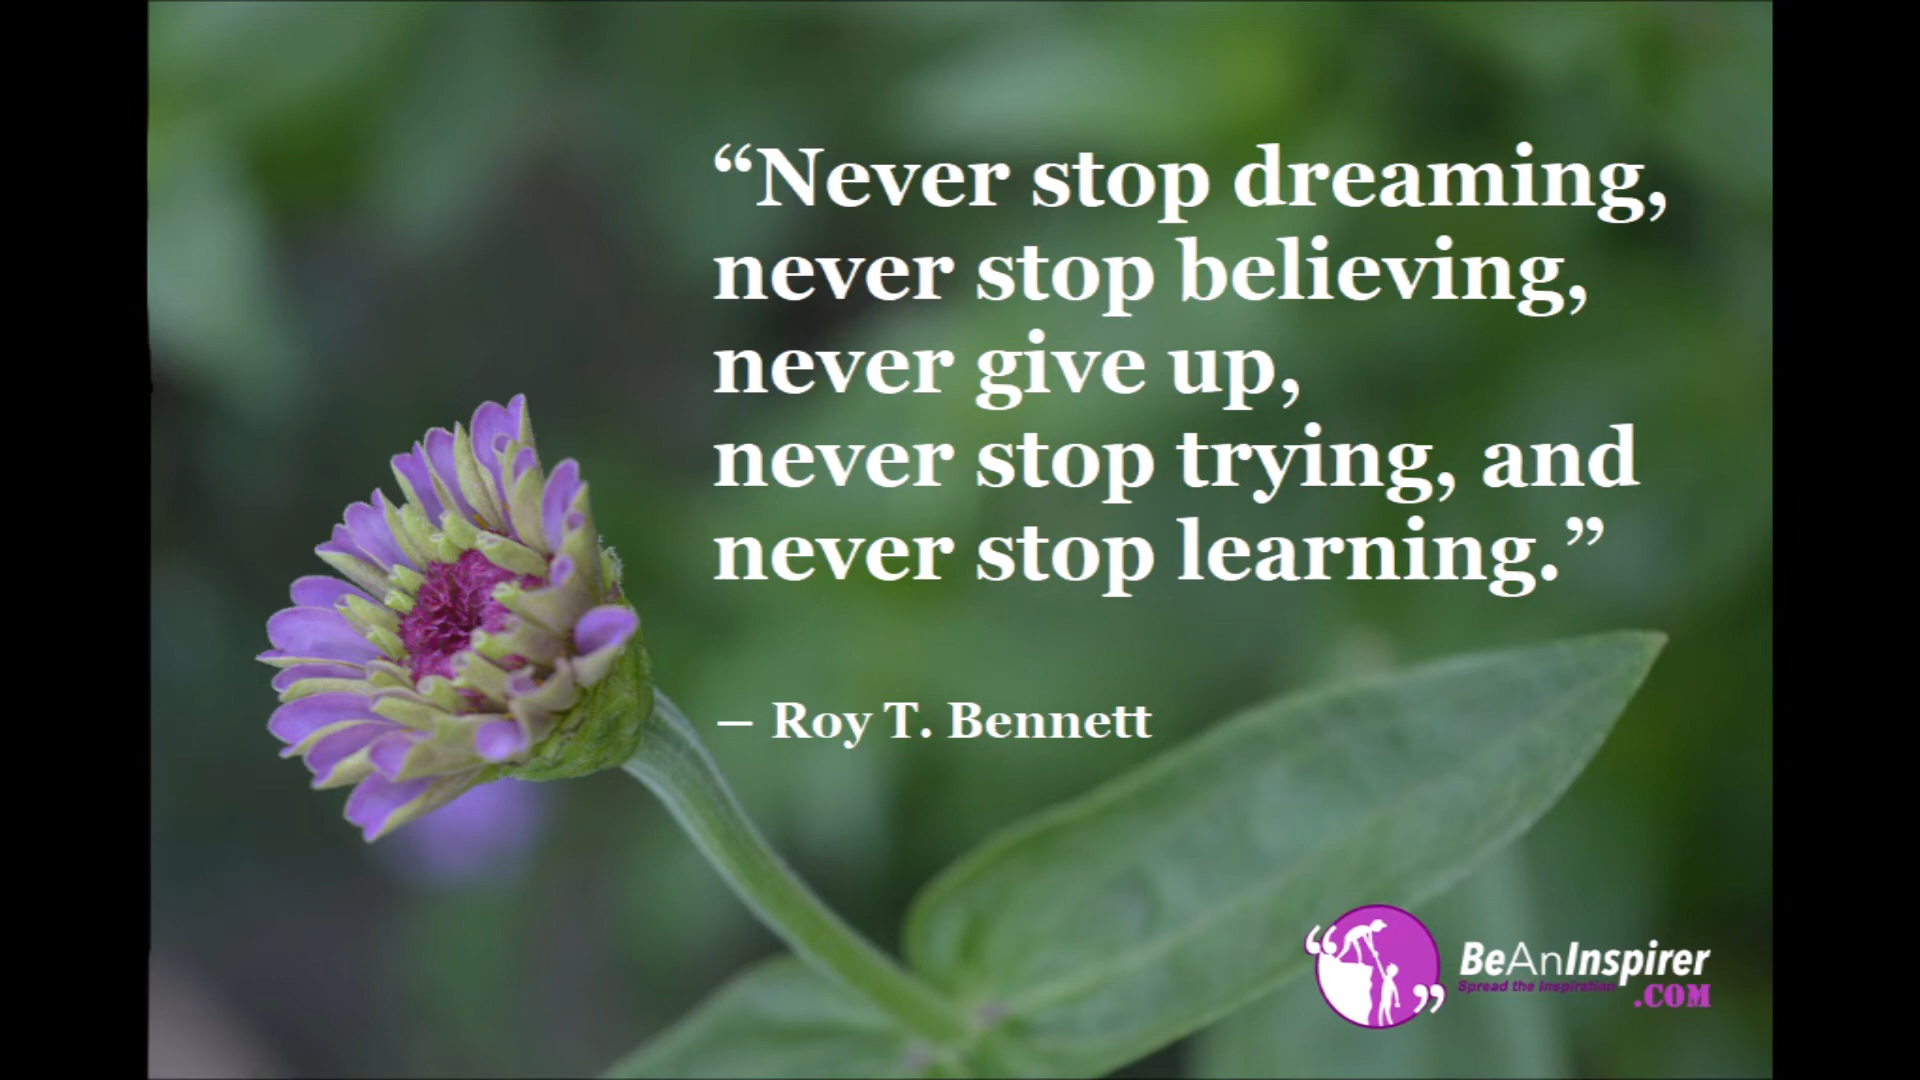 “Never stop dreaming,
never stop believing,
never give up,
never stop trying, and
never stop learning.”
— Roy T. Bennett
BeAnInspirer
Spread the Inspiration
.COM